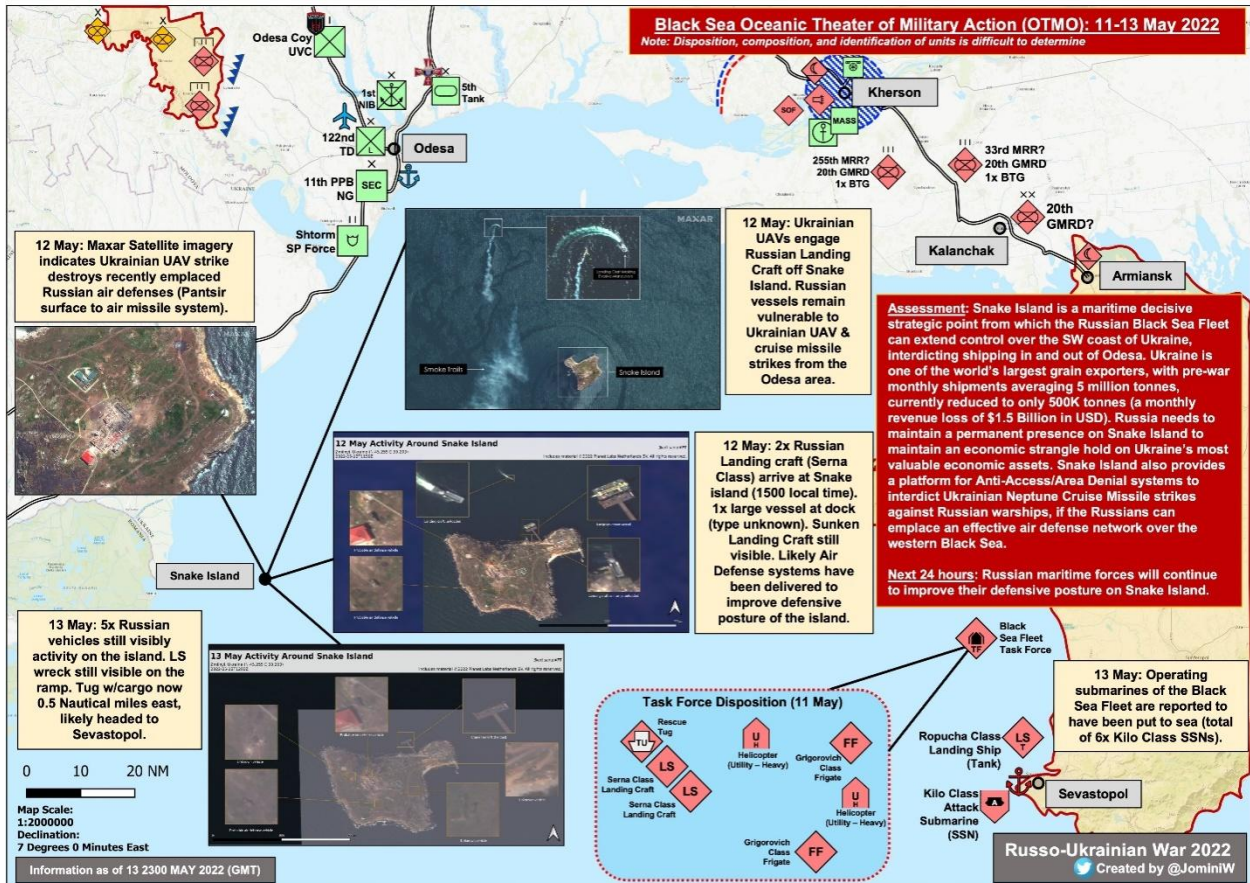 Black Sea Oceanic Theater of Military Action (OTMO): 11-13 May 2022
Note: Disposition, composition, and identification of units is difficult to determine
Odesa Coy
UVC
1st
NIB
5th
Tank
122nd
TD
L
Odesa
11th PPB
NG
SEC
Shtorm
SP Force
Kherson
SOF
MASS
255th MRR?
20th GMRD
1x BTG
33rd MRR?
20th GMRD
1x BTG
20th
GMRD?
Kalanchak
Armiansk
12 May: Maxar Satellite imagery
indicates Ukrainian UAV strike
destroys recently emplaced
Russian air defenses (Pantsir
surface to air missile system).
MAXAR
Smoke Trails
Snake Island
12 May: Ukrainian
UAVs engage
Russian Landing
Craft off Snake
Island. Russian
vessels remain
vulnerable to
Ukrainian UAV &
cruise missile
strikes from the
Odesa area.
Assessment: Snake Island is a maritime decisive
strategic point from which the Russian Black Sea Fleet
can extend control over the SW coast of Ukraine,
interdicting shipping in and out of Odesa. Ukraine is
one of the world's largest grain exporters, with pre-war
monthly shipments averaging 5 million tonnes,
currently reduced to only 500K tonnes (a monthly
revenue loss of $1.5 Billion in USD). Russia needs to
maintain a permanent presence on Snake Island to
maintain an economic strangle hold on Ukraine's most
valuable economic assets. Snake Island also provides
a platform for Anti-Access/Area Denial systems to
interdict Ukrainian Neptune Cruise Missile strikes
against Russian warships, if the Russians can
emplace an effective air defense network over the
western Black Sea.
Next 24 hours: Russian maritime forces will continue
to improve their defensive posture on Snake Island.
12 May Activity Around Snake Island
12 May: 2x Russian
Landing craft (Serna
Class) arrive at Snake
island (1500 local time).
1x large vessel at dock
(type unknown). Sunken
Landing Craft still
visible. Likely Air
Defense systems have
been delivered to
improve defensive
posture of the island.
Snake Island
13 May: 5x Russian
vehicles still visibly
activity on the island. LS
wreck still visible on the
ramp. Tug w/cargo now
0.5 Nautical miles east,
likely headed to
Sevastopol.
13 May Activity Around Snake Island
0 10 20 NM
Map Scale:
1:2000000
Declination:
7 Degrees 0 Minutes East
Information as of 13 2300 MAY 2022 (GMT)
Task Force Disposition (11 May)
Rescue
Tug
TU
LS
Serna Class
Landing Craft
LS
Serna Class
Landing Craft
U
H
Helicopter
(Utility – Heavy)
FF
Grigorovich
Class
Frigate
U
H
Helicopter
(Utility – Heavy)
FF
Grigorovich
Class
Frigate
TF
Black
Sea Fleet
Task Force
13 May: Operating
submarines of the Black
Sea Fleet are reported to
have been put to sea (total
of 6x Kilo Class SSNs).
Ropucha Class
Landing Ship
(Tank)
LS
T
Kilo Class
Attack
Submarine
(SSN)
A
Sevastopol
Russo-Ukrainian War 2022
Created by @JominiW